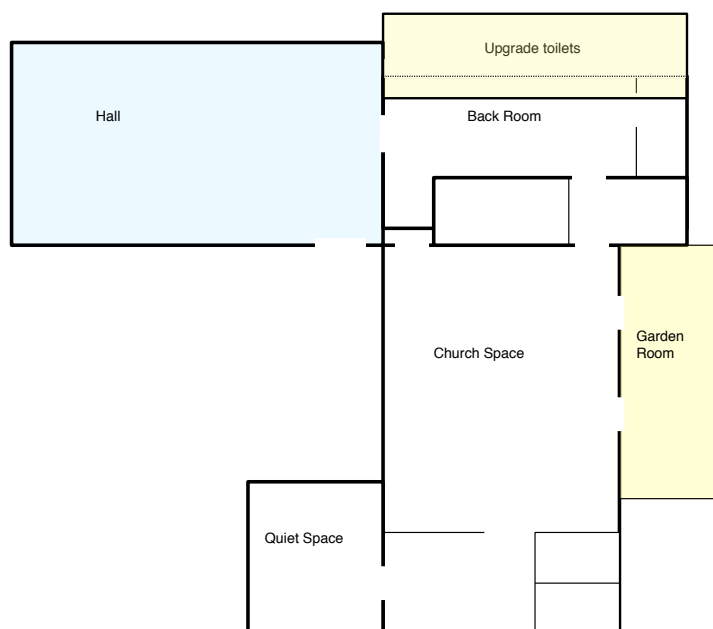 Upgrade toilets
Hall
Back Room
Church Space
Garden
Room
Quiet Space